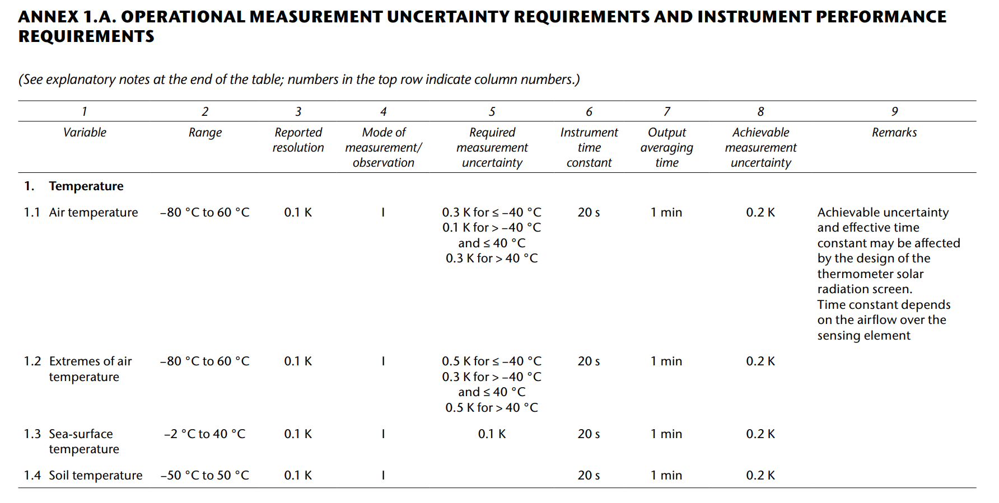 ANNEX 1.A. OPERATIONAL MEASUREMENT UNCERTAINTY REQUIREMENTS AND INSTRUMENT PERFORMANCE
REQUIREMENTS
(See explanatory notes at the end of the table; numbers in the top row indicate column numbers.)
1 2 3 4 5 6 7 8 9
Variable Range Reported Mode of Required Instrument Output Achievable Remarks
resolution measurement/ measurement time averaging measurement
observation uncertainty constant time uncertainty
1. Temperature
1.1 Air temperature −80 °C to 60 °C 0.1 K I 0.3 K for ≤ −40 °C 20 s 1 min 0.2 K Achievable uncertainty
0.1 K for > −40 °C and effective time
and ≤ 40 °C constant may be affected
0.3 K for > 40 °C by the design of the
thermometer solar
radiation screen.
Time constant depends
on the airflow over the
sensing element
1.2 Extremes of air −80 °C to 60 °C 0.1 K I 0.5 K for ≤ −40 °C 20 s 1 min 0.2 K
temperature 0.3 K for > −40 °C
and ≤ 40 °C
0.5 K for > 40 °C
1.3 Sea-surface −2 °C to 40 °C 0.1 K I 0.1 K 20 s 1 min 0.2 K
temperature
1.4 Soil temperature −50 °C to 50 °C 0.1 K I 20 s 1 min 0.2 K